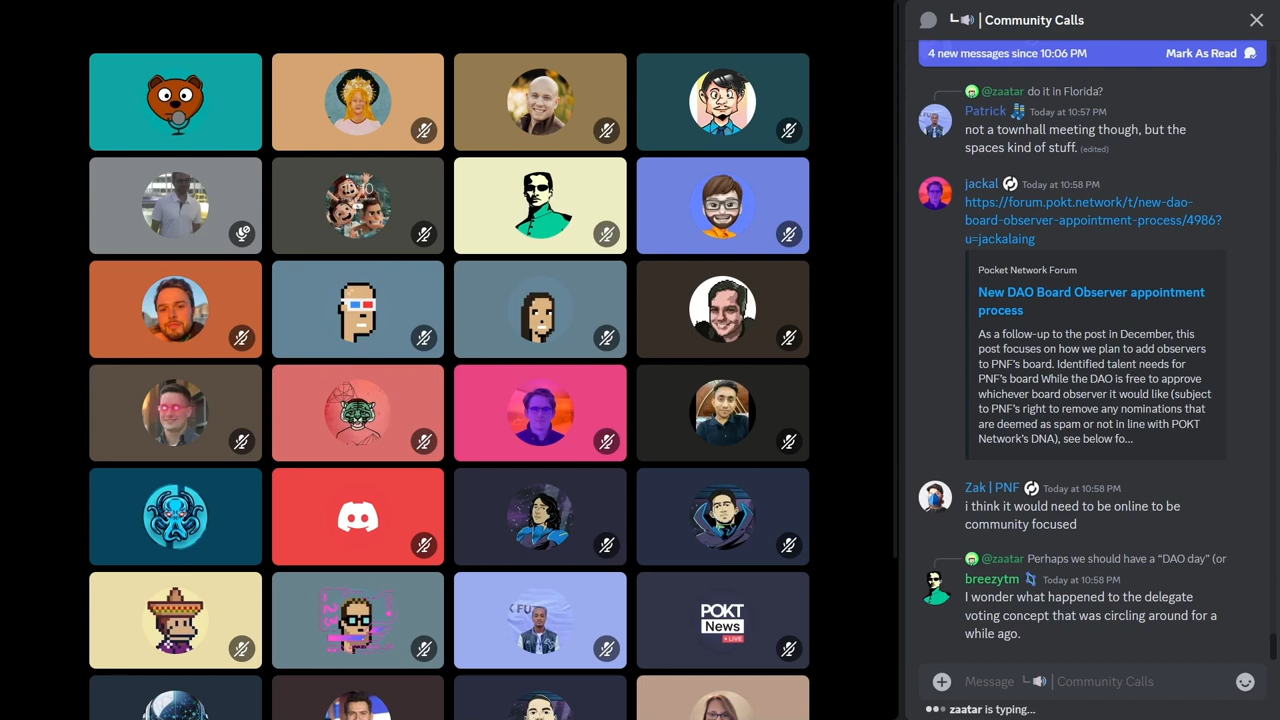 └🔊 | Community Calls
4 new messages since 10:06 PM Mark As Read
@zaatar do it in Florida?
Patrick Today at 10:57 PM
not a townhall meeting though, but the
spaces kind of stuff. (edited)
jackal Today at 10:58 PM
https://forum.pokt.network/t/new-dao-
board-observer-appointment-process/4986?
u=jackalaing
Pocket Network Forum
New DAO Board Observer appointment
process
As a follow-up to the post in December, this
post focuses on how we plan to add observers
to PNF's board. Identified talent needs for
PNF's board While the DAO is free to approve
whichever board observer it would like (subject
to PNF's right to remove any nominations that
are deemed as spam or not in line with POKT
Network's DNA), see below fo...
Zak | PNF Today at 10:58 PM
i think it would need to be online to be
community focused
@zaatar Perhaps we should have a “DAO day” (or
breezytm Today at 10:58 PM
I wonder what happened to the delegate
voting concept that was circling around for a
while ago.
Message └🔊 | Community Calls
zaatar is typing...
POKT
News
LIVE